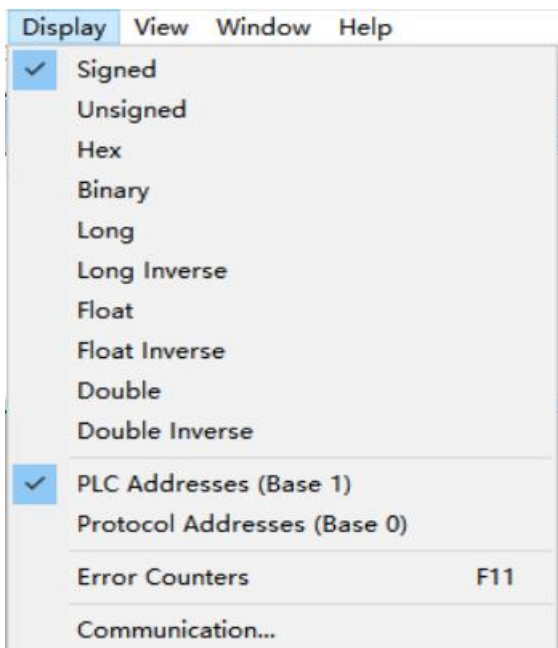 Display View Window Help
Signed
Unsigned
Hex
Binary
Long
Long Inverse
Float
Float Inverse
Double
Double Inverse
PLC Addresses (Base 1)
Protocol Addresses (Base 0)
Error Counters F11
Communication...